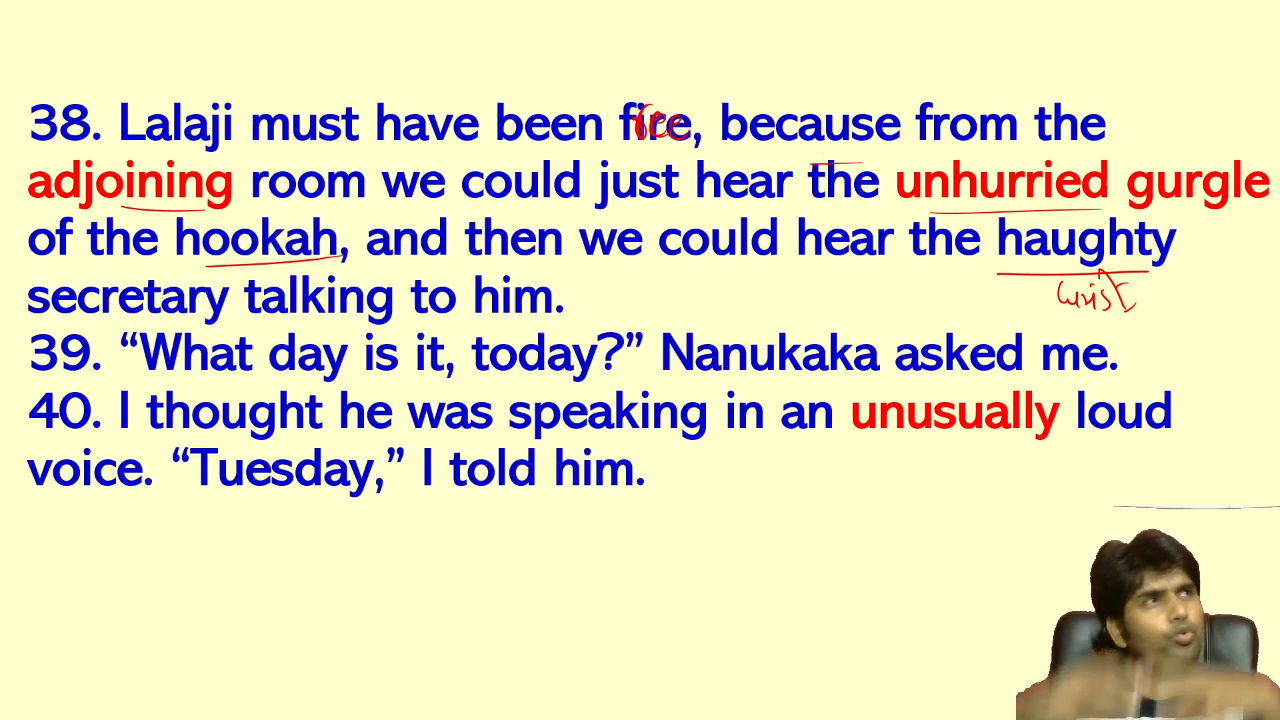 38. Lalaji must have been fire, because from the
adjoining room we could just hear the unhurried gurgle
of the hookah, and then we could hear the haughty
secretary talking to him.
39. “What day is it, today?” Nanukaka asked me.
40. I thought he was speaking in an unusually loud
voice. “Tuesday,” I told him.